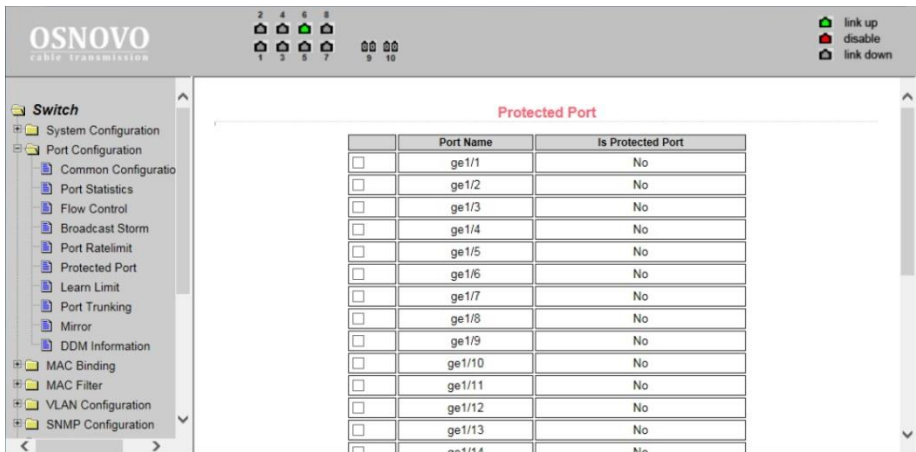 OSNOVO
cable transmission
2 4 6 8
1 3 5 7 9 10
link up
disable
link down
Switch
System Configuration
Port Configuration
Common Configuratio
Port Statistics
Flow Control
Broadcast Storm
Port Ratelimit
Protected Port
Learn Limit
Port Trunking
Mirror
DDM Information
MAC Binding
MAC Filter
VLAN Configuration
SNMP Configuration
Protected Port
Port Name Is Protected Port
ge1/1 No
ge1/2 No
ge1/3 No
ge1/4 No
ge1/5 No
ge1/6 No
ge1/7 No
ge1/8 No
ge1/9 No
ge1/10 No
ge1/11 No
ge1/12 No
ge1/13 No
ge1/14 No